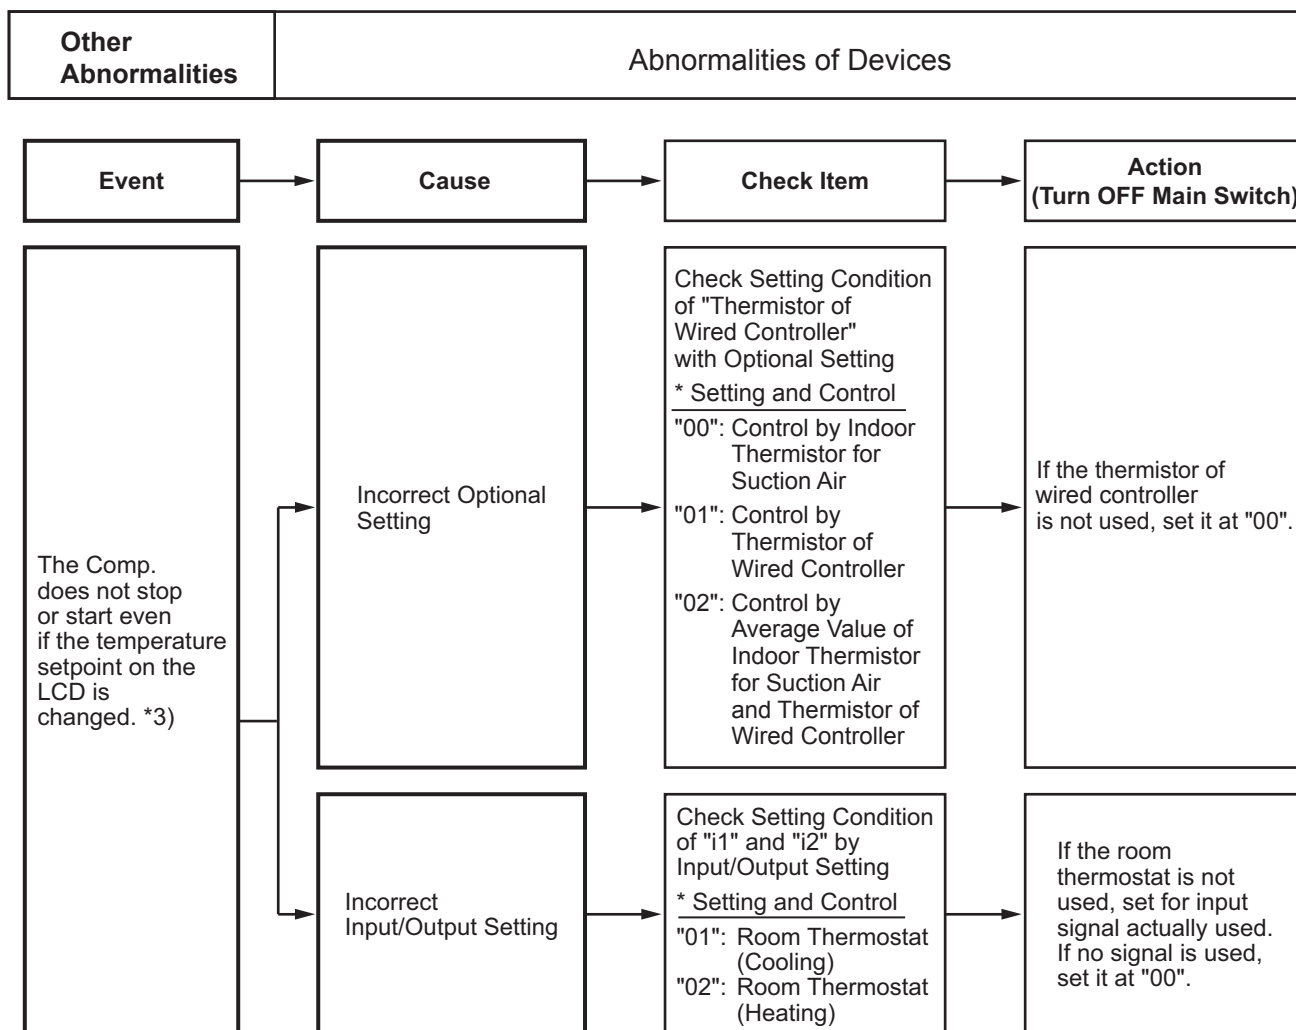 Other
Abnormalities
Abnormalities of Devices
Event
Cause
Check Item
Action
(Turn OFF Main Switch)
The Comp.
does not stop
or start even
if the temperature
setpoint on the
LCD is
changed. *3)
Incorrect Optional
Setting
Check Setting Condition
of "Thermistor of
Wired Controller"
with Optional Setting
* Setting and Control
"00": Control by Indoor
Thermistor for
Suction Air
"01": Control by
Thermistor of
Wired Controller
"02": Control by
Average Value of
Indoor Thermistor
for Suction Air
and Thermistor of
Wired Controller
If the thermistor of
wired controller
is not used, set it at "00".
Incorrect
Input/Output Setting
Check Setting Condition
of "i1" and "i2" by
Input/Output Setting
* Setting and Control
"01": Room Thermostat
(Cooling)
"02": Room Thermostat
(Heating)
If the room
thermostat is not
used, set for input
signal actually used.
If no signal is used,
set it at "00".